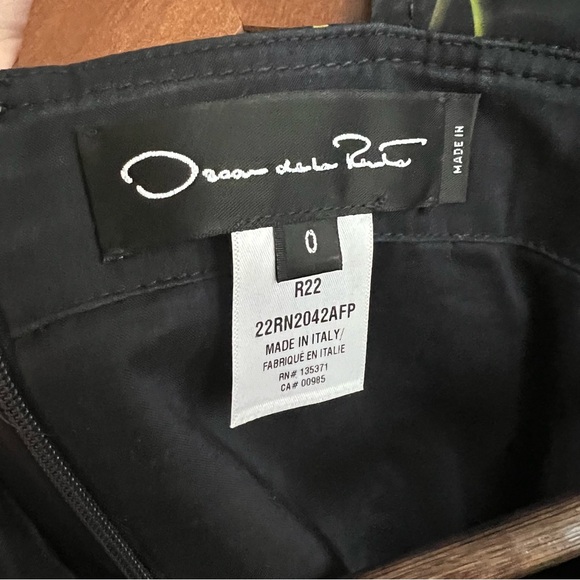 Oscar de la Renta
MADE IN
0
R22
22RN2042AFP
MADE IN ITALY/
FABRIQUÉ EN ITALIE
RN# 135371
CA# 00985